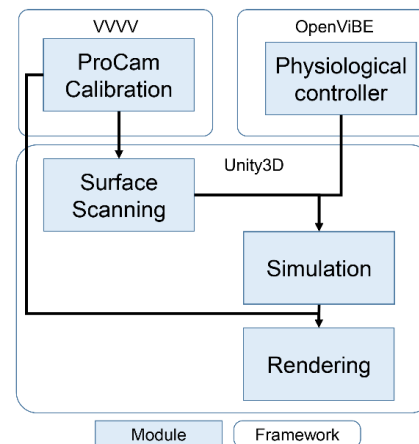 VVVV
OpenViBE
ProCam
Calibration
Physiological
controller
Unity3D
Surface
Scanning
Simulation
Rendering
Module
Framework